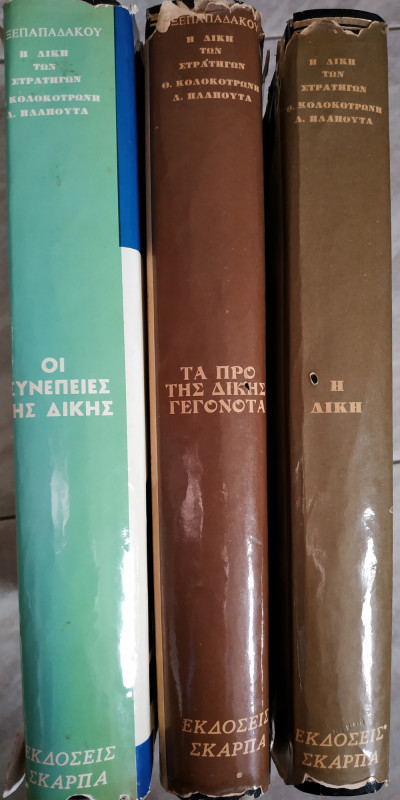 ΞΕΠΑΠΑΔΑΚΟΥ
Η ΔΙΚΗ
ΤΩΝ
ΣΤΡΑΤΗΓΩΝ
ΚΟΛΟΚΟΤΡΩΝΗ
Δ. ΠΛΑΠΟΥΤΑ
ΟΙ
ΣΥΝΕΠΕΙΕΣ
ΤΗΣ ΔΙΚΗΣ
ΕΚΔΟΣΕΙΣ
ΣΚΑΡΠΑ
ΞΕΠΑΠΑΔΑΚΟΥ
Η ΔΙΚΗ
ΤΩΝ
ΣΤΡΑΤΗΓΩΝ
Θ. ΚΟΛΟΚΟΤΡΩΝΗ
Δ. ΠΛΑΠΟΥΤΑ
ΤΑ ΠΡΟ
ΤΗΣ ΔΙΚΗΣ
ΓΕΓΟΝΟΤΑ
ΕΚΔΟΣΕΙΣ
ΣΚΑΡΠΑ
Η ΔΙΚΗ
ΤΩΝ
ΣΤΡΑΤΗΓΩΝ
Θ. ΚΟΛΟΚΟΤΡΩΝΗ
Δ. ΠΛΑΠΟΥΤΑ
Η
ΔΙΚΗ
ΕΚΔΟΣΕΙΣ
ΣΚΑΡΠΑ